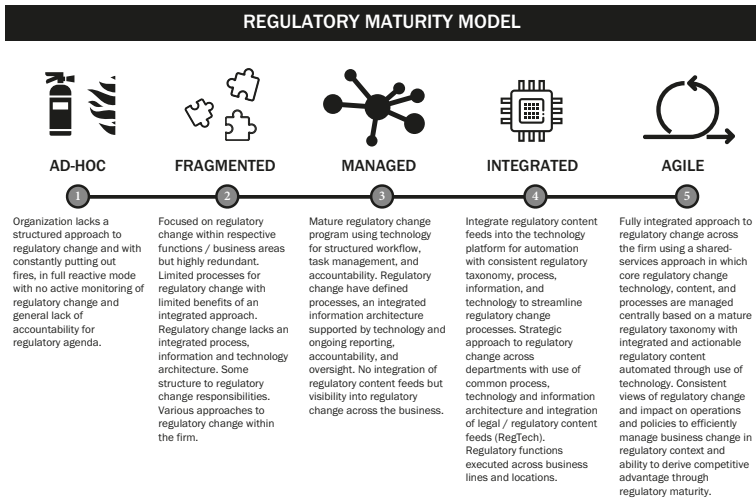 REGULATORY MATURITY MODEL
AD-HOC
1
Organization lacks a
structured approach to
regulatory change and with
constantly putting out
fires, in full reactive mode
with no active monitoring of
regulatory change and
general lack of
accountability for
regulatory agenda.
FRAGMENTED
2
Focused on regulatory
change within respective
functions / business areas
but highly redundant.
Limited processes for
regulatory change with
limited benefits of an
integrated approach.
Regulatory change lacks an
integrated process,
information and technology
architecture. Some
structure to regulatory
change responsibilities.
Various approaches to
regulatory change within
the firm.
MANAGED
3
Mature regulatory change
program using technology
for structured workflow,
task management, and
accountability. Regulatory
change have defined
processes, an integrated
information architecture
supported by technology and
ongoing reporting,
accountability, and
oversight. No integration of
regulatory content feeds but
visibility into regulatory
change across the business.
INTEGRATED
4
Integrate regulatory content
feeds into the technology
platform for automation
with consistent regulatory
taxonomy, process,
information, and
technology to streamline
regulatory change
processes. Strategic
approach to regulatory
change across
departments with use of
common process,
technology and information
architecture and integration
of legal / regulatory content
feeds (RegTech).
Regulatory functions
executed across business
lines and locations.
AGILE
5
Fully integrated approach to
regulatory change across
the firm using a shared-
services approach in which
core regulatory change
technology, content, and
processes are managed
centrally based on a mature
regulatory taxonomy with
integrated and actionable
regulatory content
automated through use of
technology. Consistent
views of regulatory change
and impact on operations
and policies to efficiently
manage business change in
regulatory context and
ability to derive competitive
advantage through
regulatory maturity.